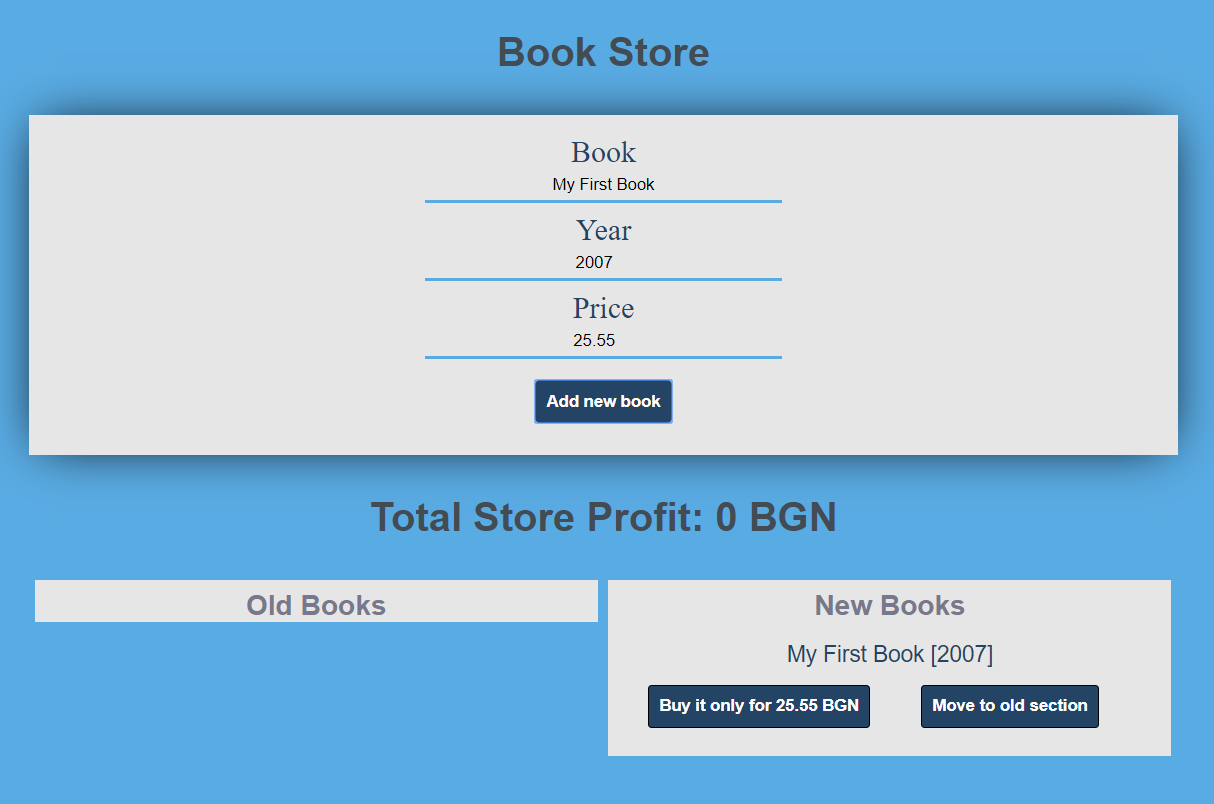 Book Store
Book
My First Book
Year
2007
Price
25.55
Add new book
Total Store Profit: 0 BGN
Old Books
New Books
My First Book [2007]
Buy it only for 25.55 BGN
Move to old section